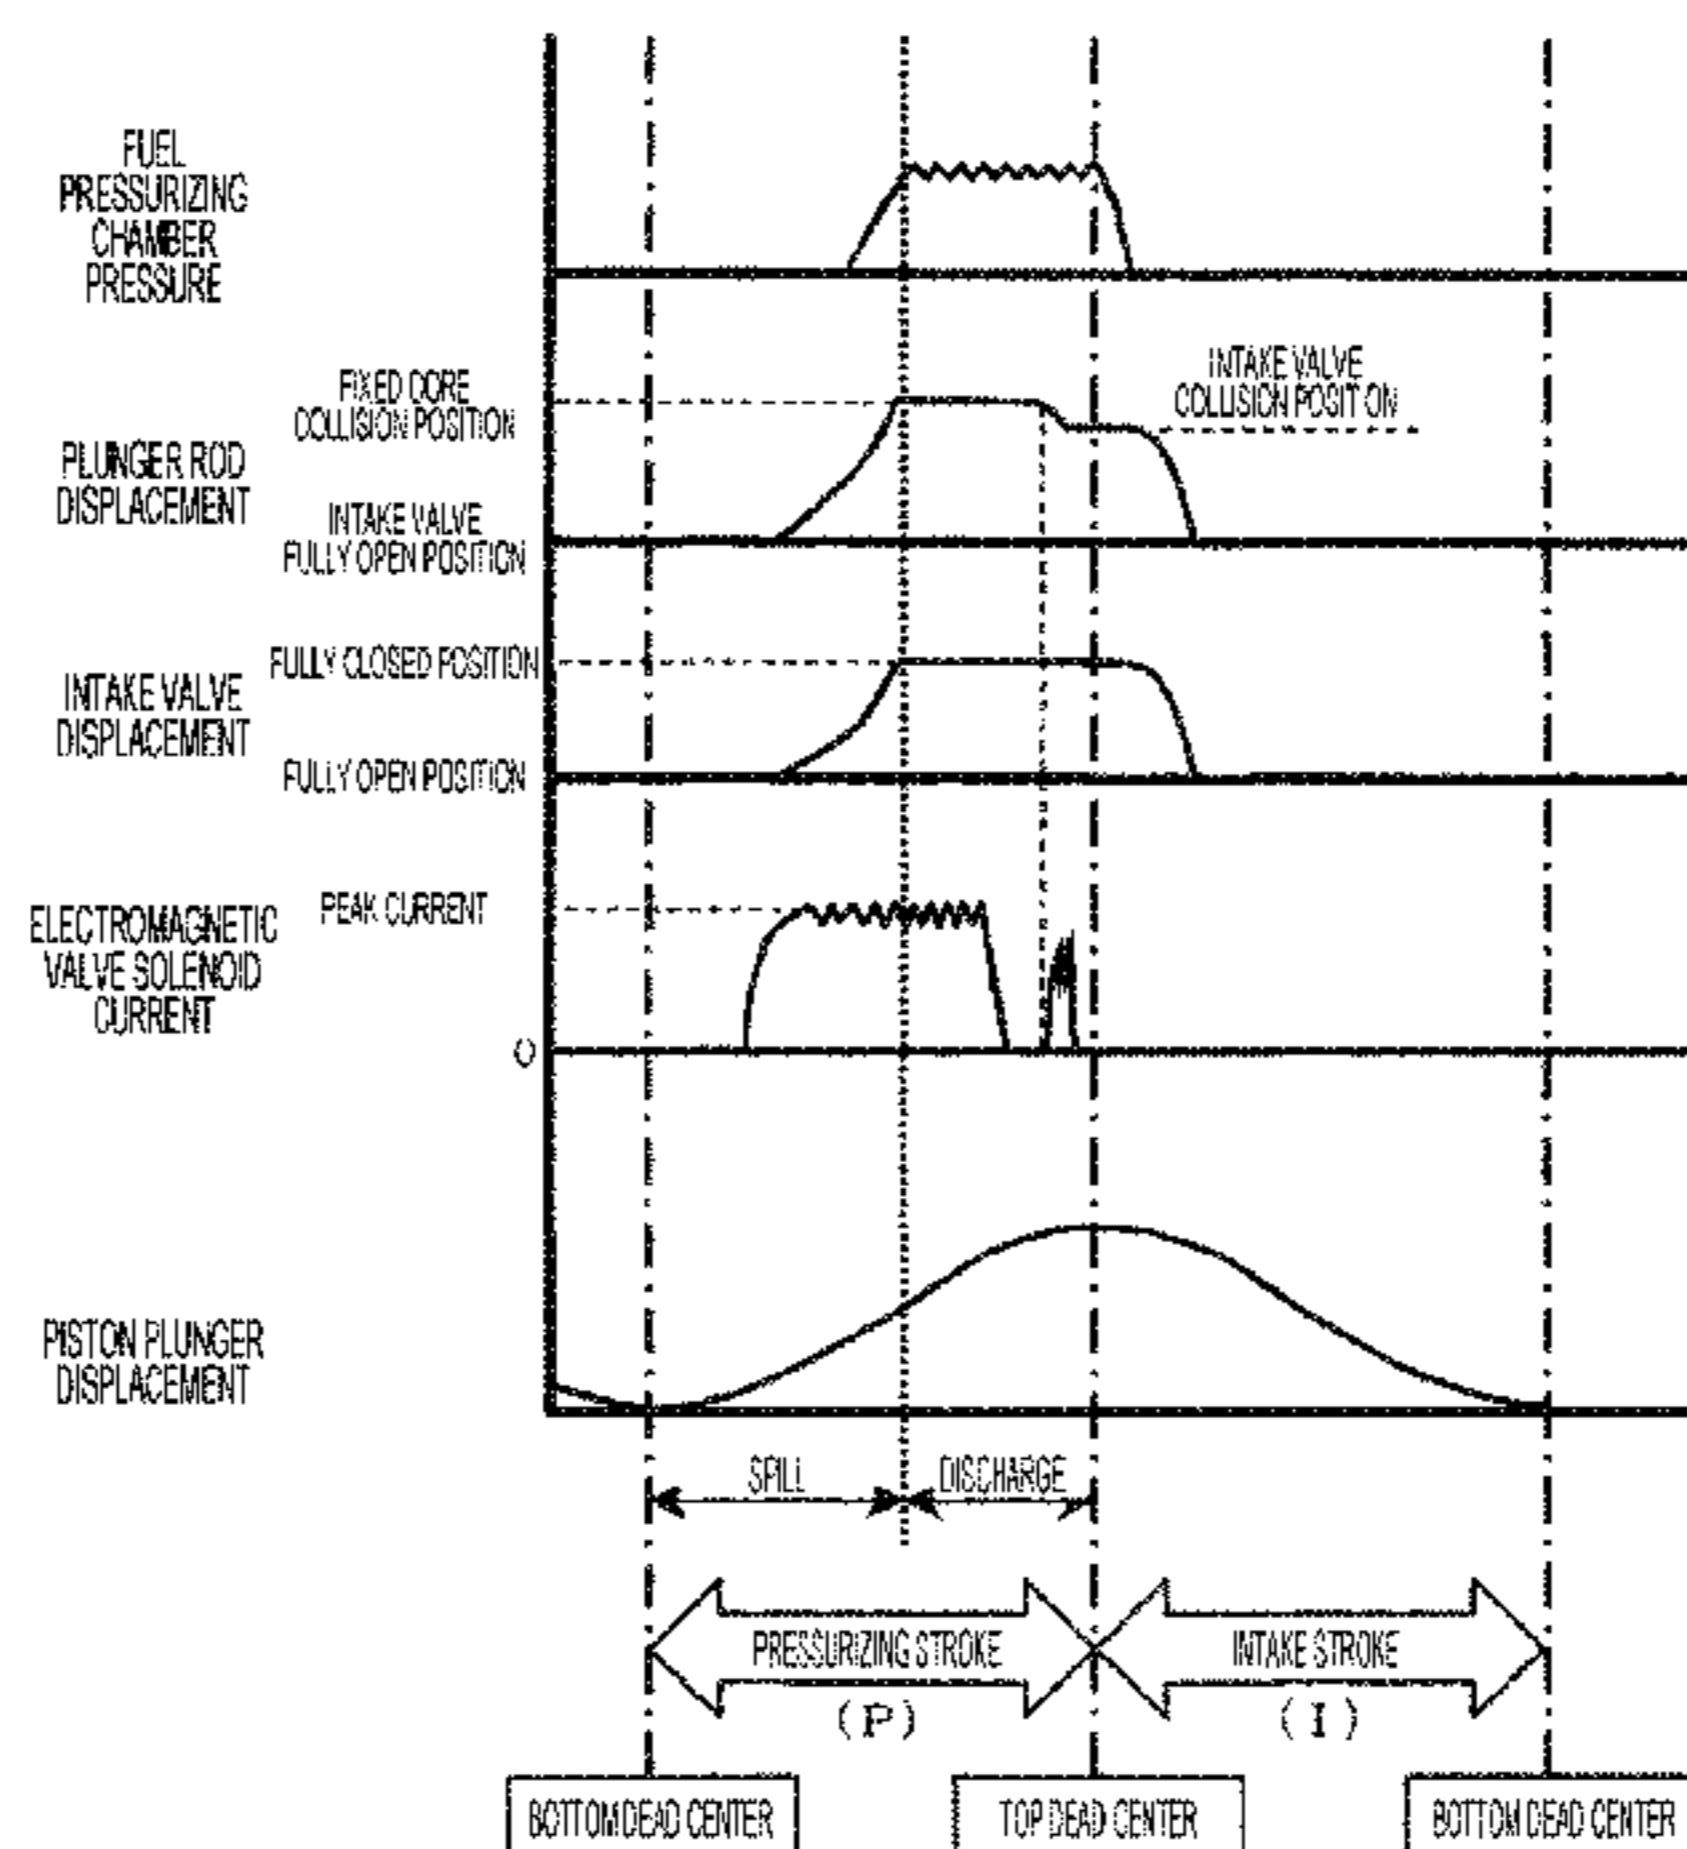 FUEL
PRESSURIZING
CHAMBER
PRESSURE
FIXED CORE
COLLISION POSITION
INTAKE VALVE
COLLISION POSITION
PLUNGER ROD
DISPLACEMENT
INTAKE VALVE
FULLY OPEN POSITION
FULLY CLOSED POSITION
INTAKE VALVE
DISPLACEMENT
FULLY OPEN POSITION
PEAK CURRENT
ELECTROMAGNETIC
VALVE SOLENOID
CURRENT
0
PISTON PLUNGER
DISPLACEMENT
SPILL
DISCHARGE
PRESSURIZING STROKE
(P)
INTAKE STROKE
(I)
BOTTOM DEAD CENTER
TOP DEAD CENTER
BOTTOM DEAD CENTER